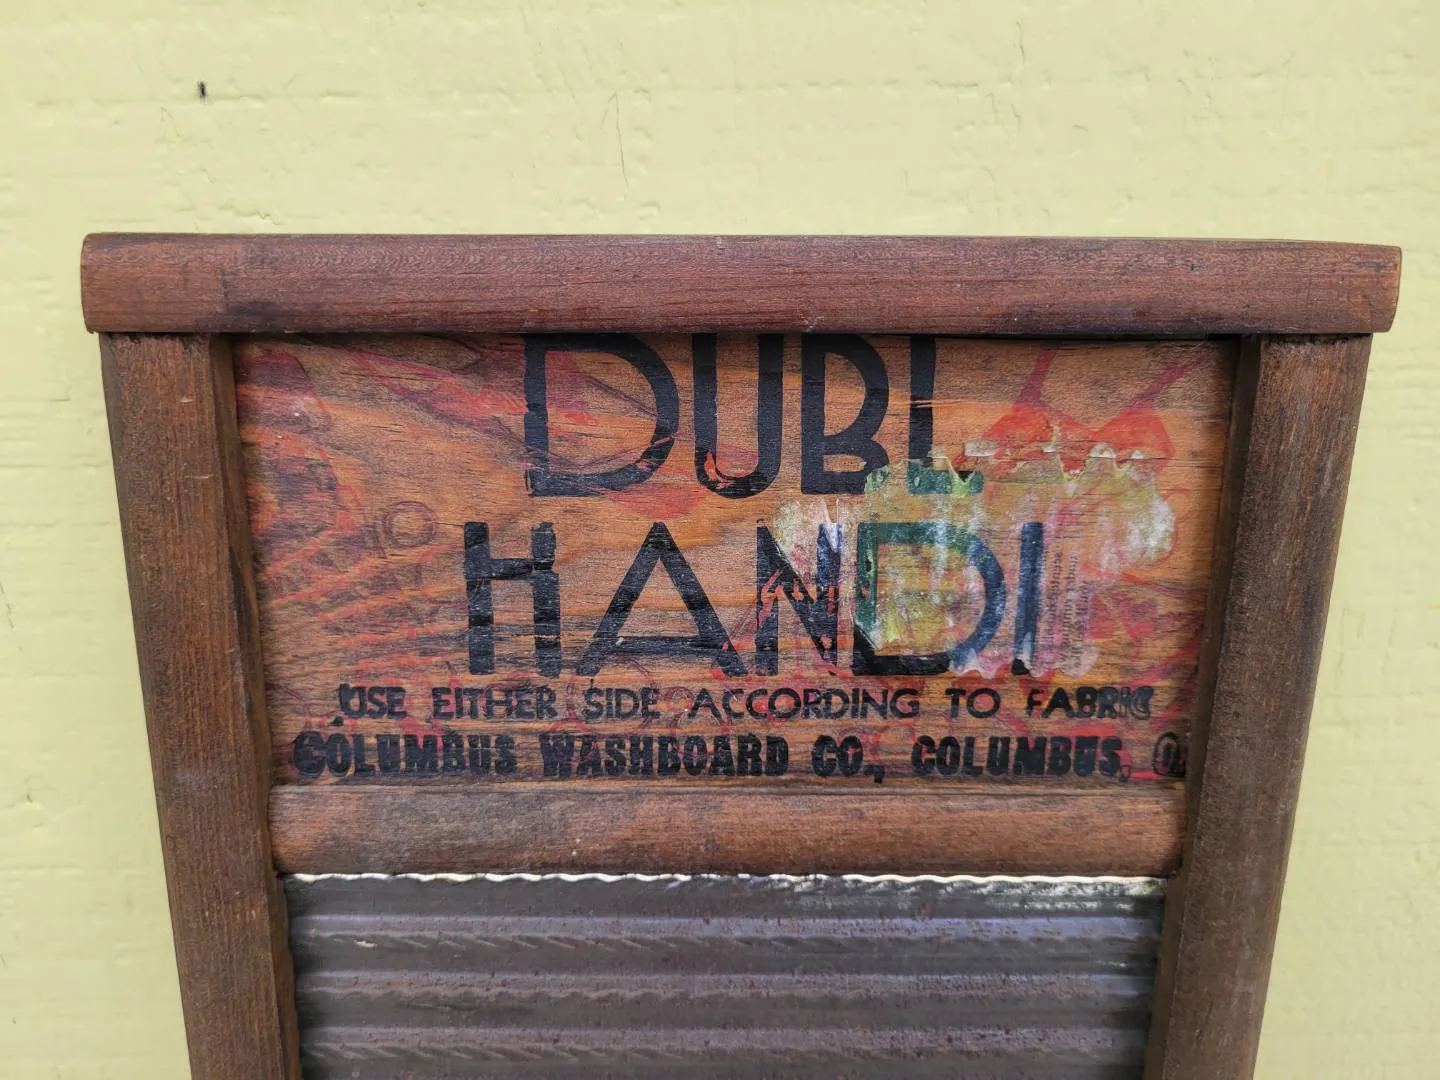 DUBL
HANDI
USE EITHER SIDE ACCORDING TO FABRIC
COLUMBUS WASHBOARD CO., COLUMBUS, O.